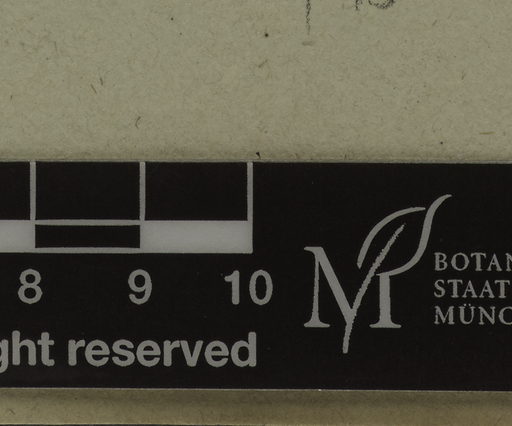 8 9 10
ght reserved
BOTAN
STAAT
MÜNC